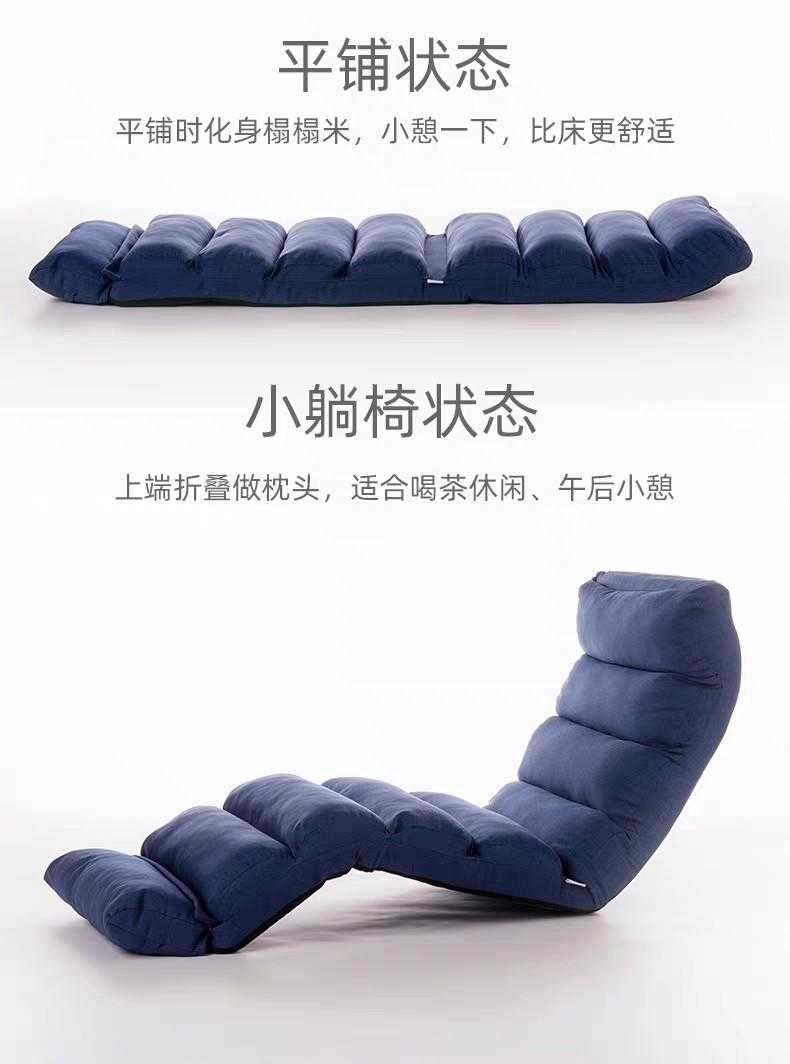 平铺状态
平铺时化身榻榻米，小憩一下，比床更舒适
小躺椅状态
上端折叠做枕头，适合喝茶休闲、午后小憩